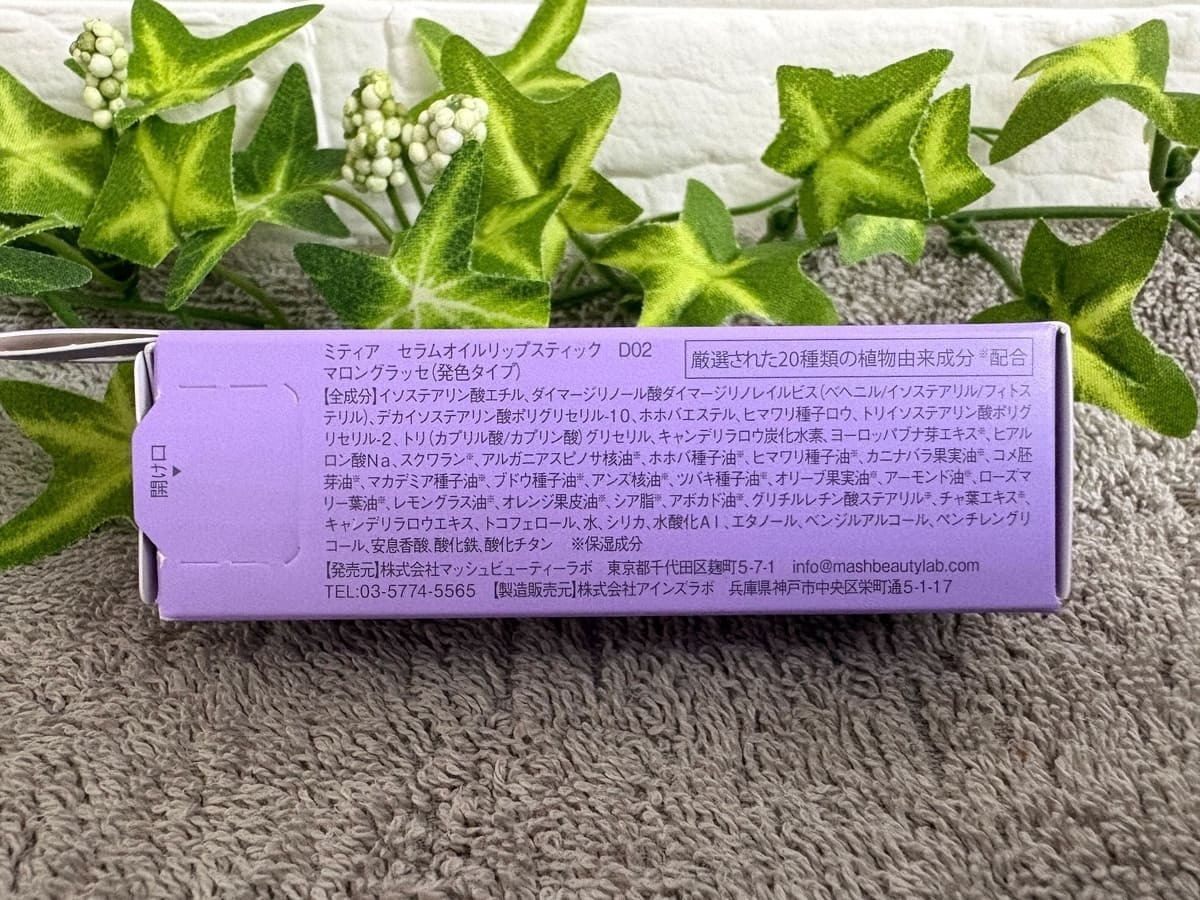 ミティア　セラムオイルリップスティック　D02
マロングラッセ(発色タイプ)
厳選された20種類の植物由来成分※配合
【全成分】イソステアリン酸エチル、ダイマージリノール酸ダイマージリノレイルビス(ベヘニル/イソステアリル/フィトス
テリル)、デカイソステアリン酸ポリグリセリル-10、ホホバエステル、ヒマワリ種子ロウ、トリイソステアリン酸ポリグ
リセリル-2、トリ(カプリル酸/カプリン酸)グリセリル、キャンデリラロウ炭化水素、ヨーロッパブナ芽エキス※、ヒアル
ロン酸Na、スクワラン※、アルガニアスピノサ核油※、ホホバ種子油※、ヒマワリ種子油※、カニナバラ果実油※、コメ胚
芽油※、マカデミア種子油※、ブドウ種子油※、アンズ核油※、ツバキ種子油※、オリーブ果実油※、アーモンド油※、ローズマ
リー葉油※、レモングラス油※、オレンジ果皮油※、シア脂※、アボカド油※、グリチルレチン酸ステアリル※、チャ葉エキス※、
キャンデリラロウエキス、トコフェロール、水、シリカ、水酸化Al、エタノール、ベンジルアルコール、ペンチレングリ
コール、安息香酸、酸化鉄、酸化チタン　※保湿成分
【発売元】株式会社マッシュビューティーラボ　東京都千代田区麹町5-7-1　info@mashbeautylab.com
TEL:03-5774-5565　【製造販売元】株式会社アインズラボ　兵庫県神戸市中央区栄町通5-1-17
開け口